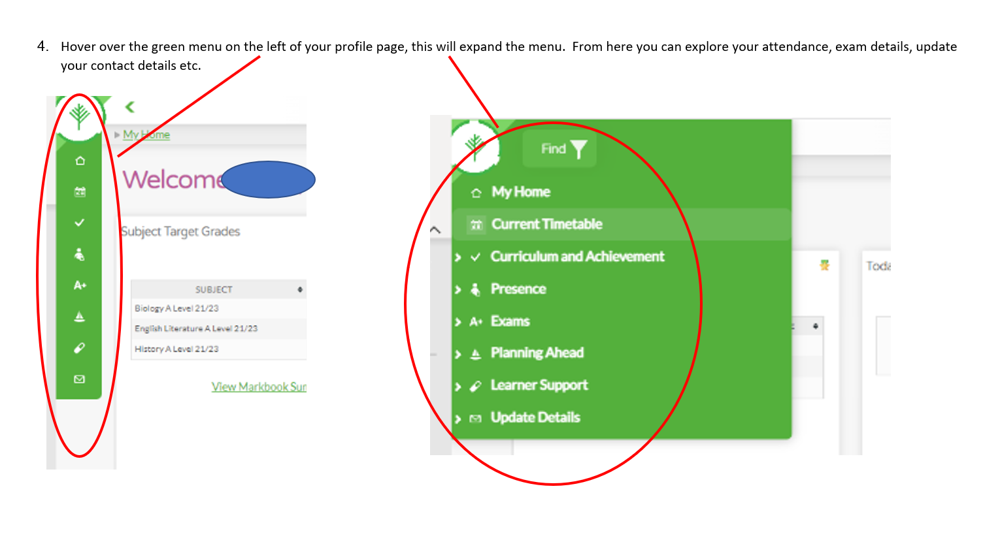 4. Hover over the green menu on the left of your profile page, this will expand the menu. From here you can explore your attendance, exam details, update
your contact details etc.
My Home
Welcome
Subject Target Grades
SUBJECT
Biology A Level 21/23
English Literature A Level 21/23
History A Level 21/23
View Markbook Sum
Find
My Home
Current Timetable
Curriculum and Achievement
Presence
A+ Exams
Planning Ahead
Learner Support
Update Details
A+